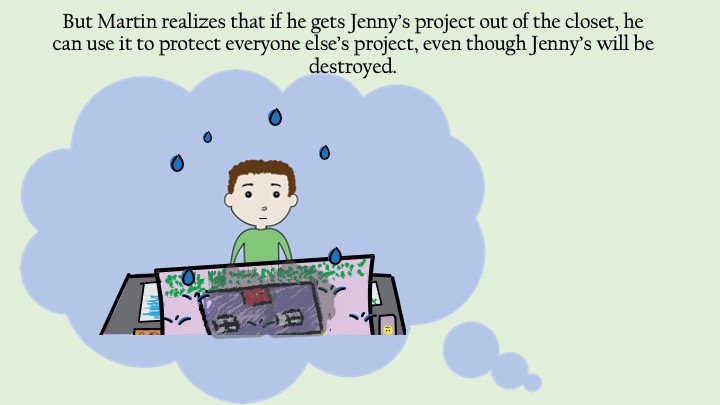 But Martin realizes that if he gets Jenny’s project out of the closet, he
can use it to protect everyone else’s project, even though Jenny’s will be
destroyed.